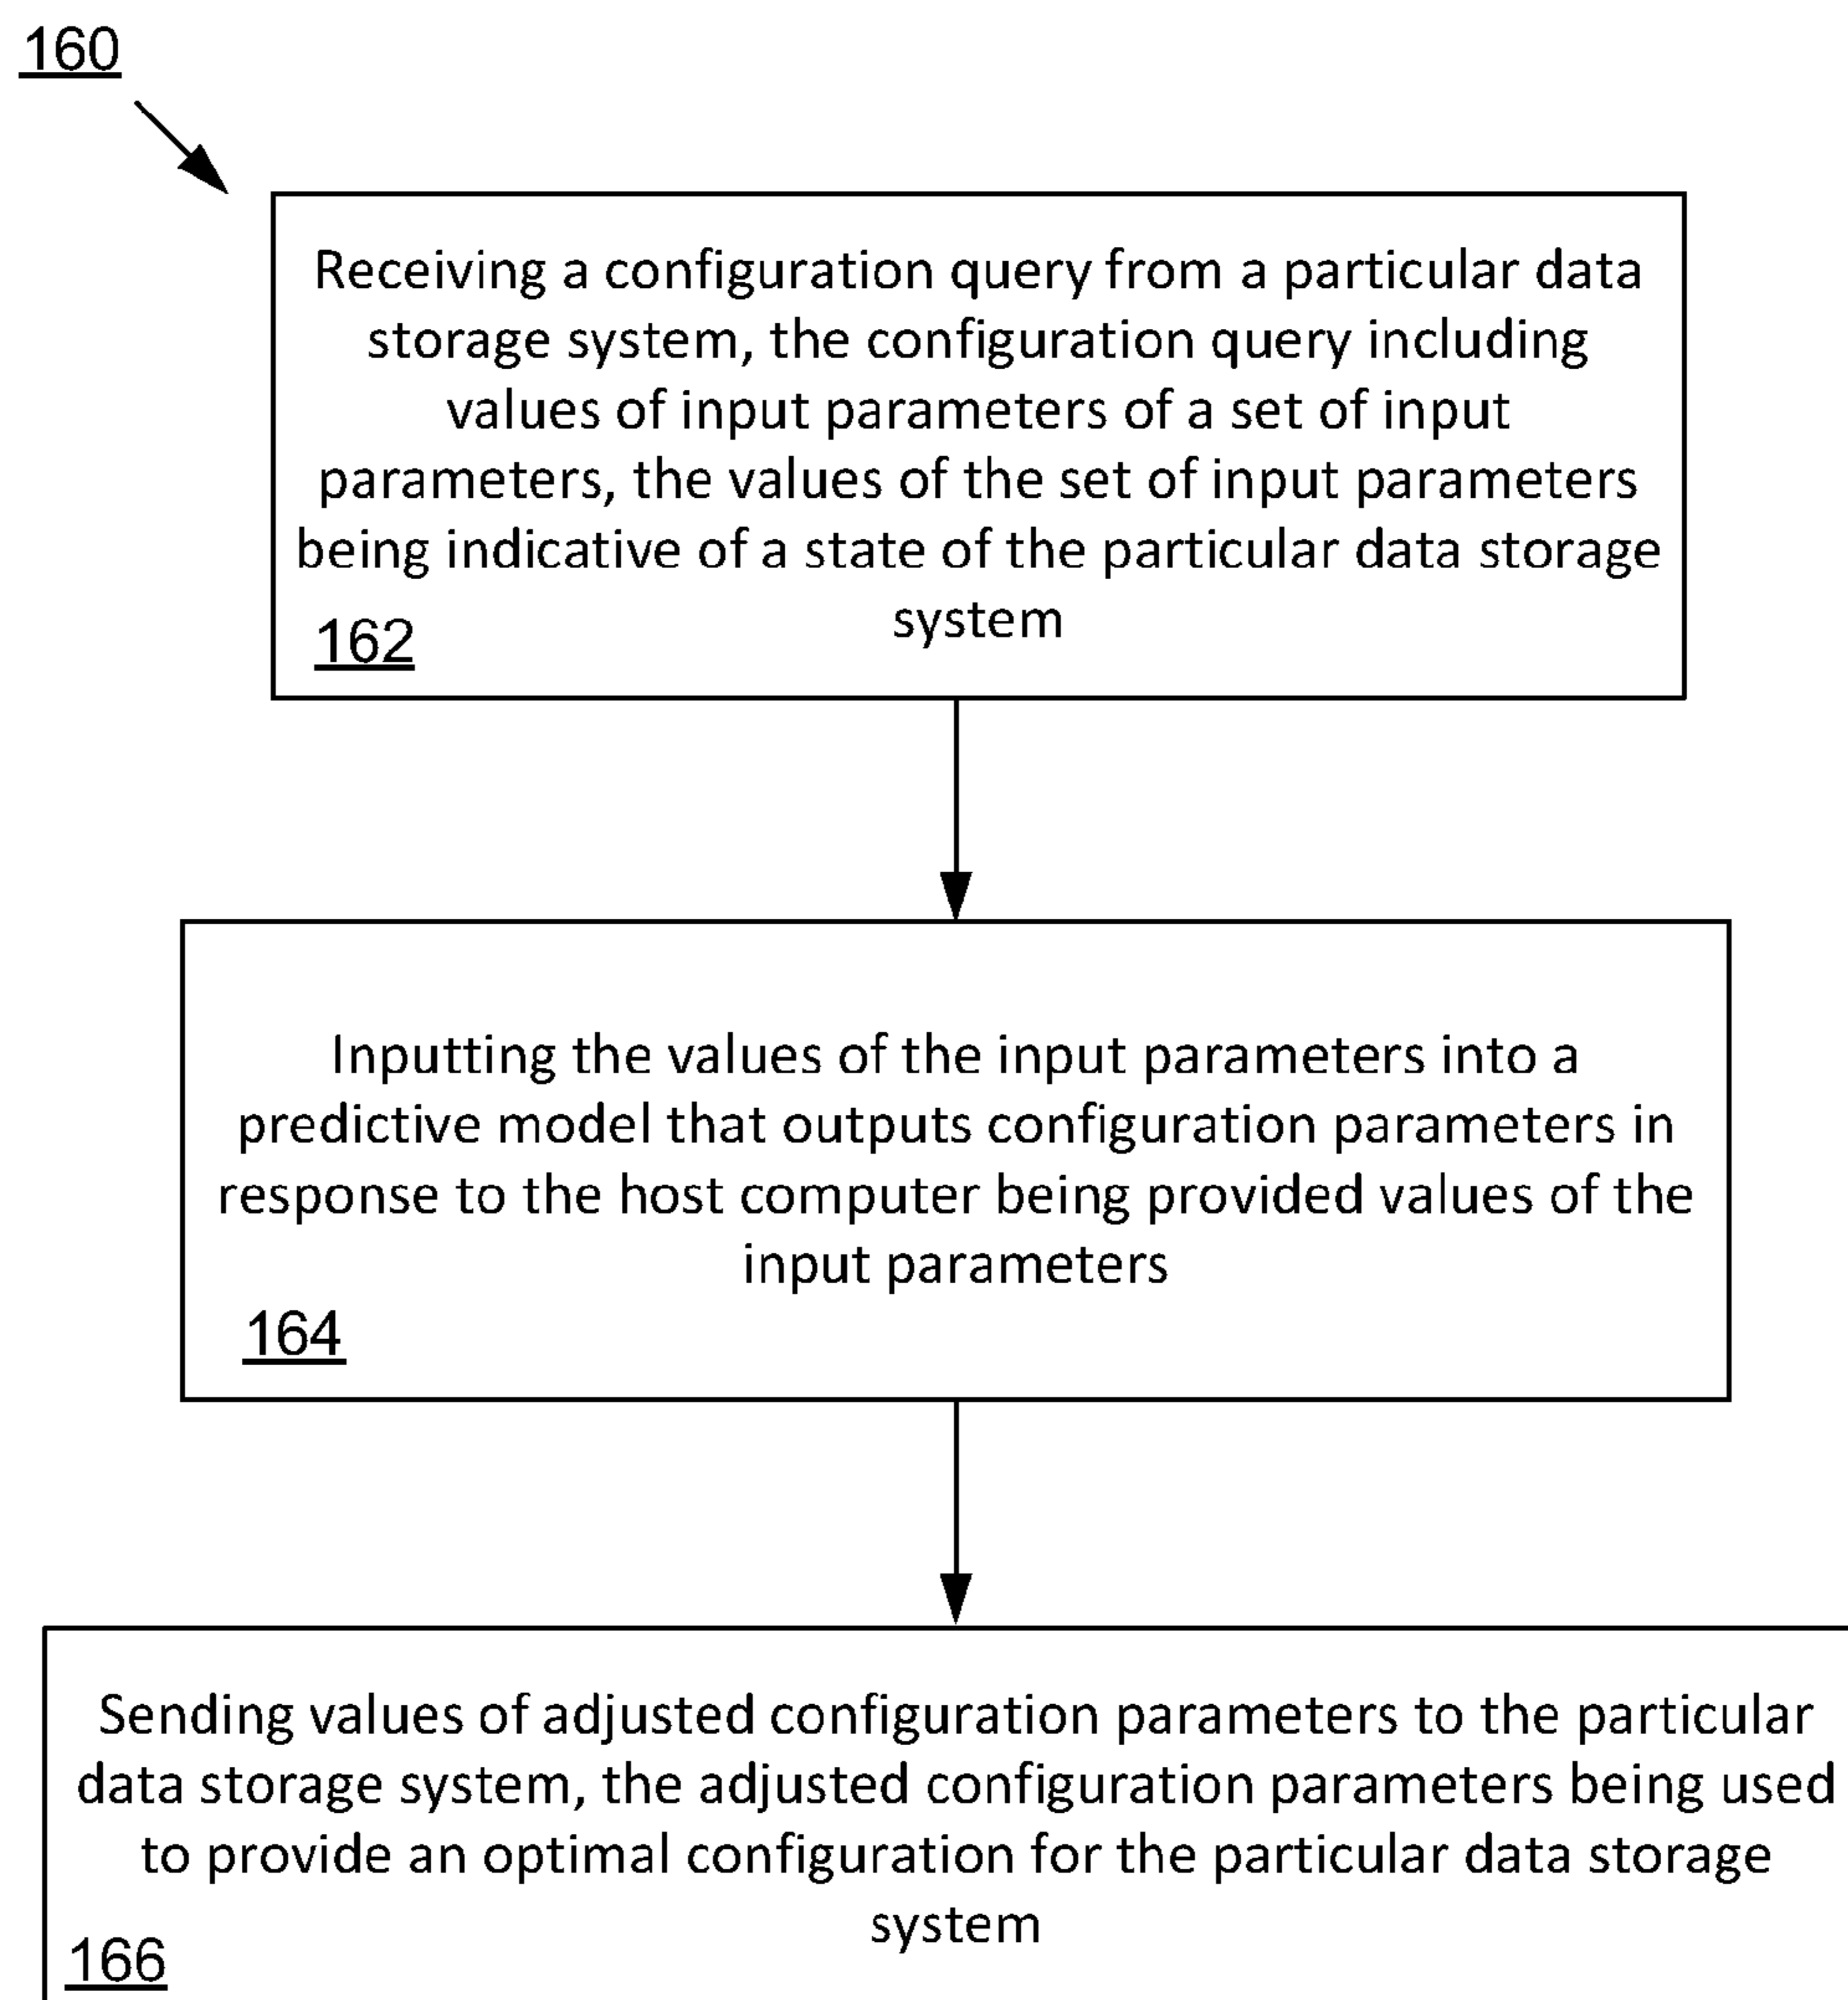 160
Receiving a configuration query from a particular data
storage system, the configuration query including
values of input parameters of a set of input
parameters, the values of the set of input parameters
being indicative of a state of the particular data storage
system
162
Inputting the values of the input parameters into a
predictive model that outputs configuration parameters in
response to the host computer being provided values of the
input parameters
164
Sending values of adjusted configuration parameters to the particular
data storage system, the adjusted configuration parameters being used
to provide an optimal configuration for the particular data storage
system
166